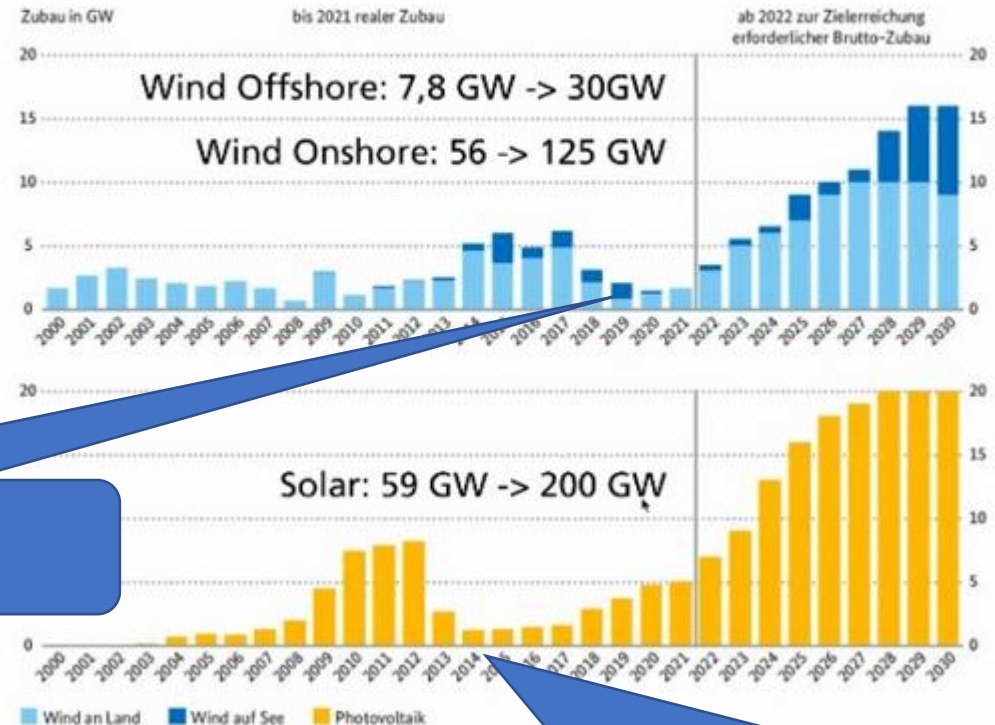 Zubau in GW
bis 2021 realer Zubau
ab 2022 zur Zielerreichung
erforderlicher Brutto-Zubau
20 20
Wind Offshore: 7,8 GW -> 30GW
15 15
Wind Onshore: 56 -> 125 GW
10 10
5 5
0 0
2000 2001 2002 2003 2004 2005 2006 2007 2008 2009 2010 2011 2012 2013 2014 2016 2017 2018 2019 2020 2021 2022 2023 2024 2025 2026 2027 2028 2029 2030
20 20
15
Solar: 59 GW -> 200 GW
10
5
0 0
2000 2001 2002 2003 2004 2005 2006 2007 2008 2009 2010 2011 2012 2013 2014 2015 2016 2017 2018 2019 2020 2021 2022 2023 2024 2025 2026 2027 2028 2029 2030
Wind an Land Wind auf See Photovoltaik